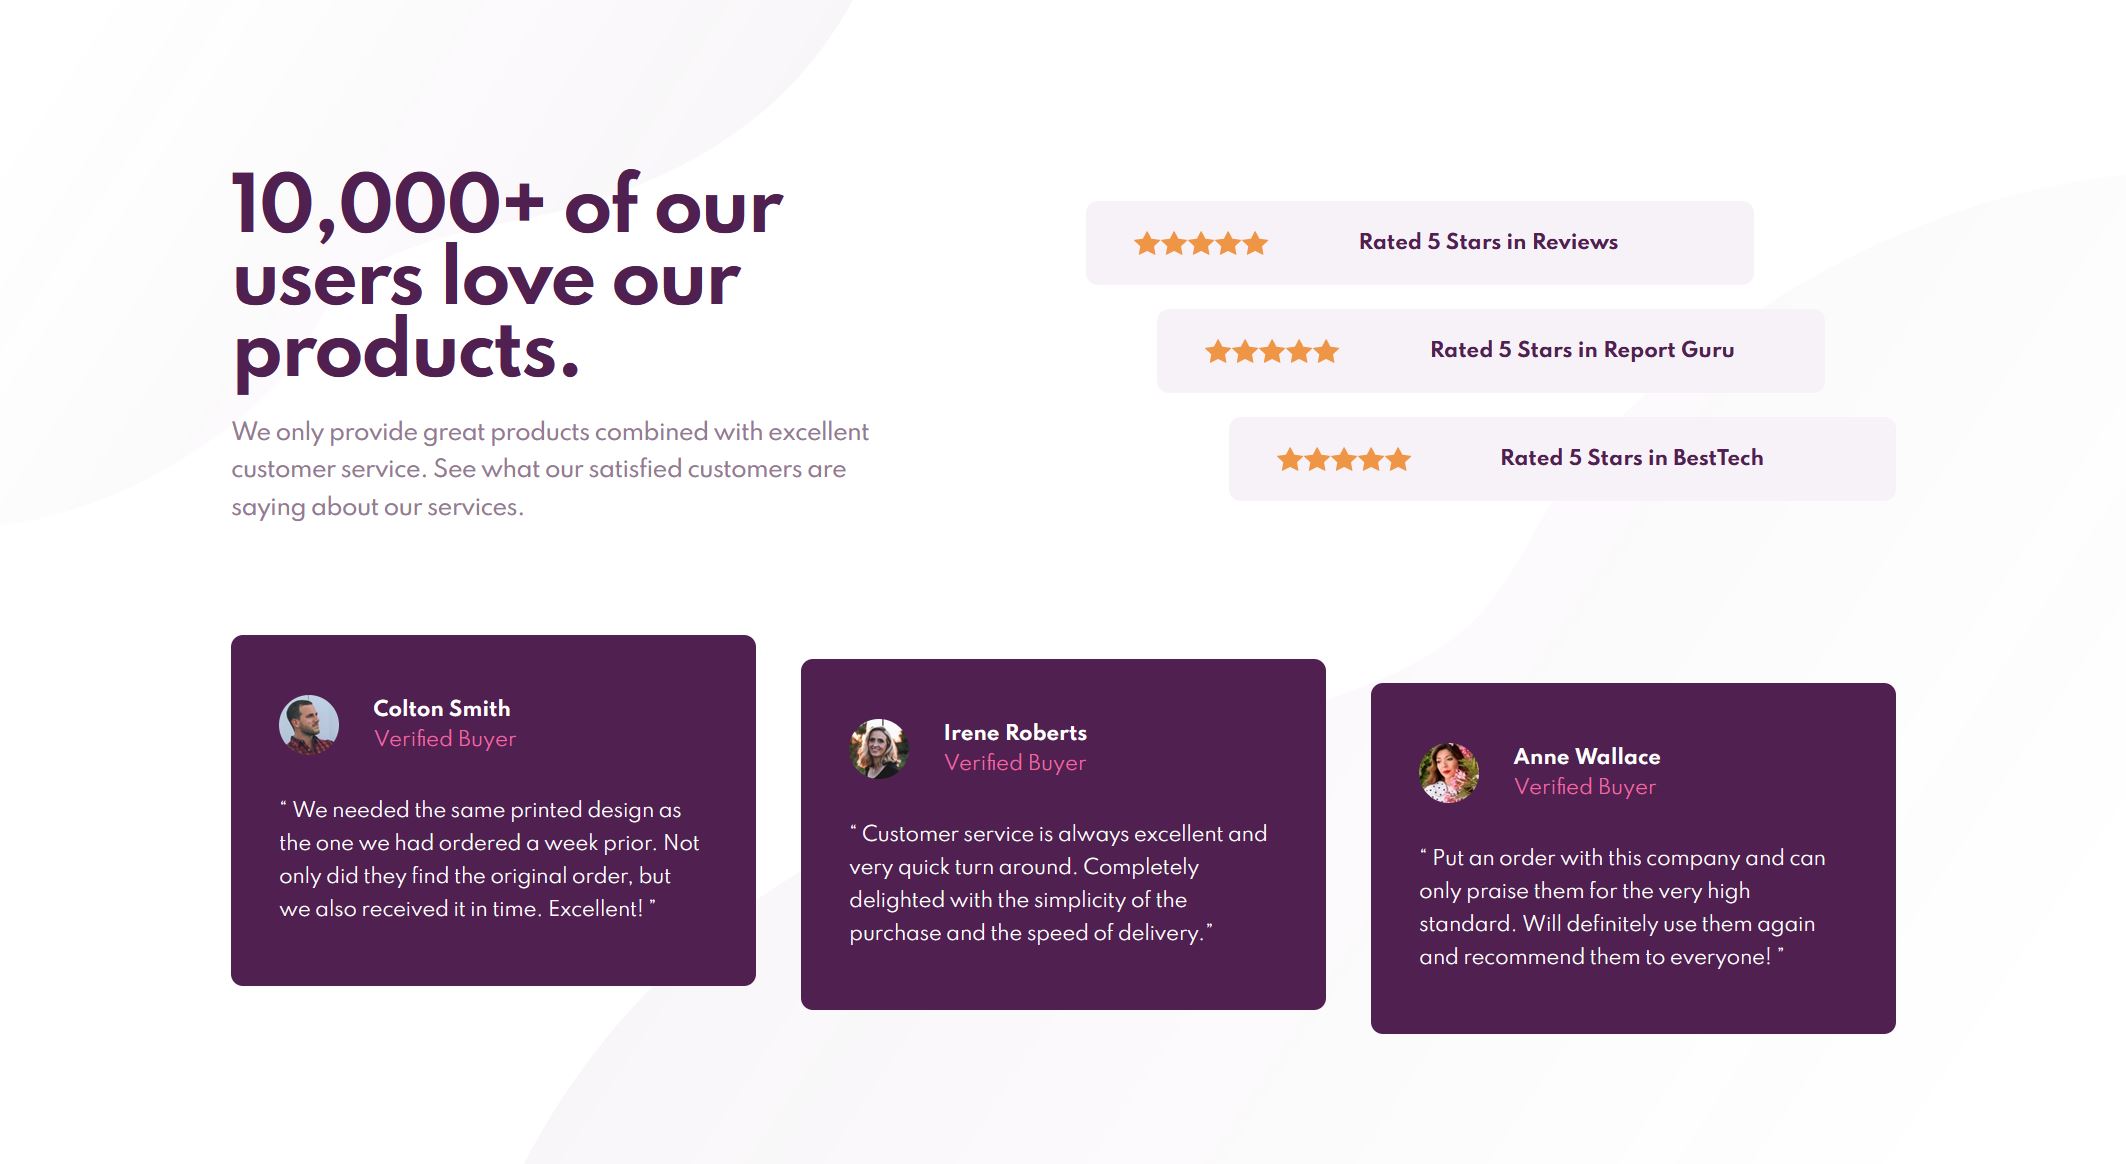 10,000+ of our
users love our
products.
We only provide great products combined with excellent
customer service. See what our satisfied customers are
saying about our services.
Rated 5 Stars in Reviews
Rated 5 Stars in Report Guru
Rated 5 Stars in BestTech
Colton Smith
Verified Buyer
“ We needed the same printed design as
the one we had ordered a week prior. Not
only did they find the original order, but
we also received it in time. Excellent! ”
Irene Roberts
Verified Buyer
“ Customer service is always excellent and
very quick turn around. Completely
delighted with the simplicity of the
purchase and the speed of delivery.”
Anne Wallace
Verified Buyer
“ Put an order with this company and can
only praise them for the very high
standard. Will definitely use them again
and recommend them to everyone! ”